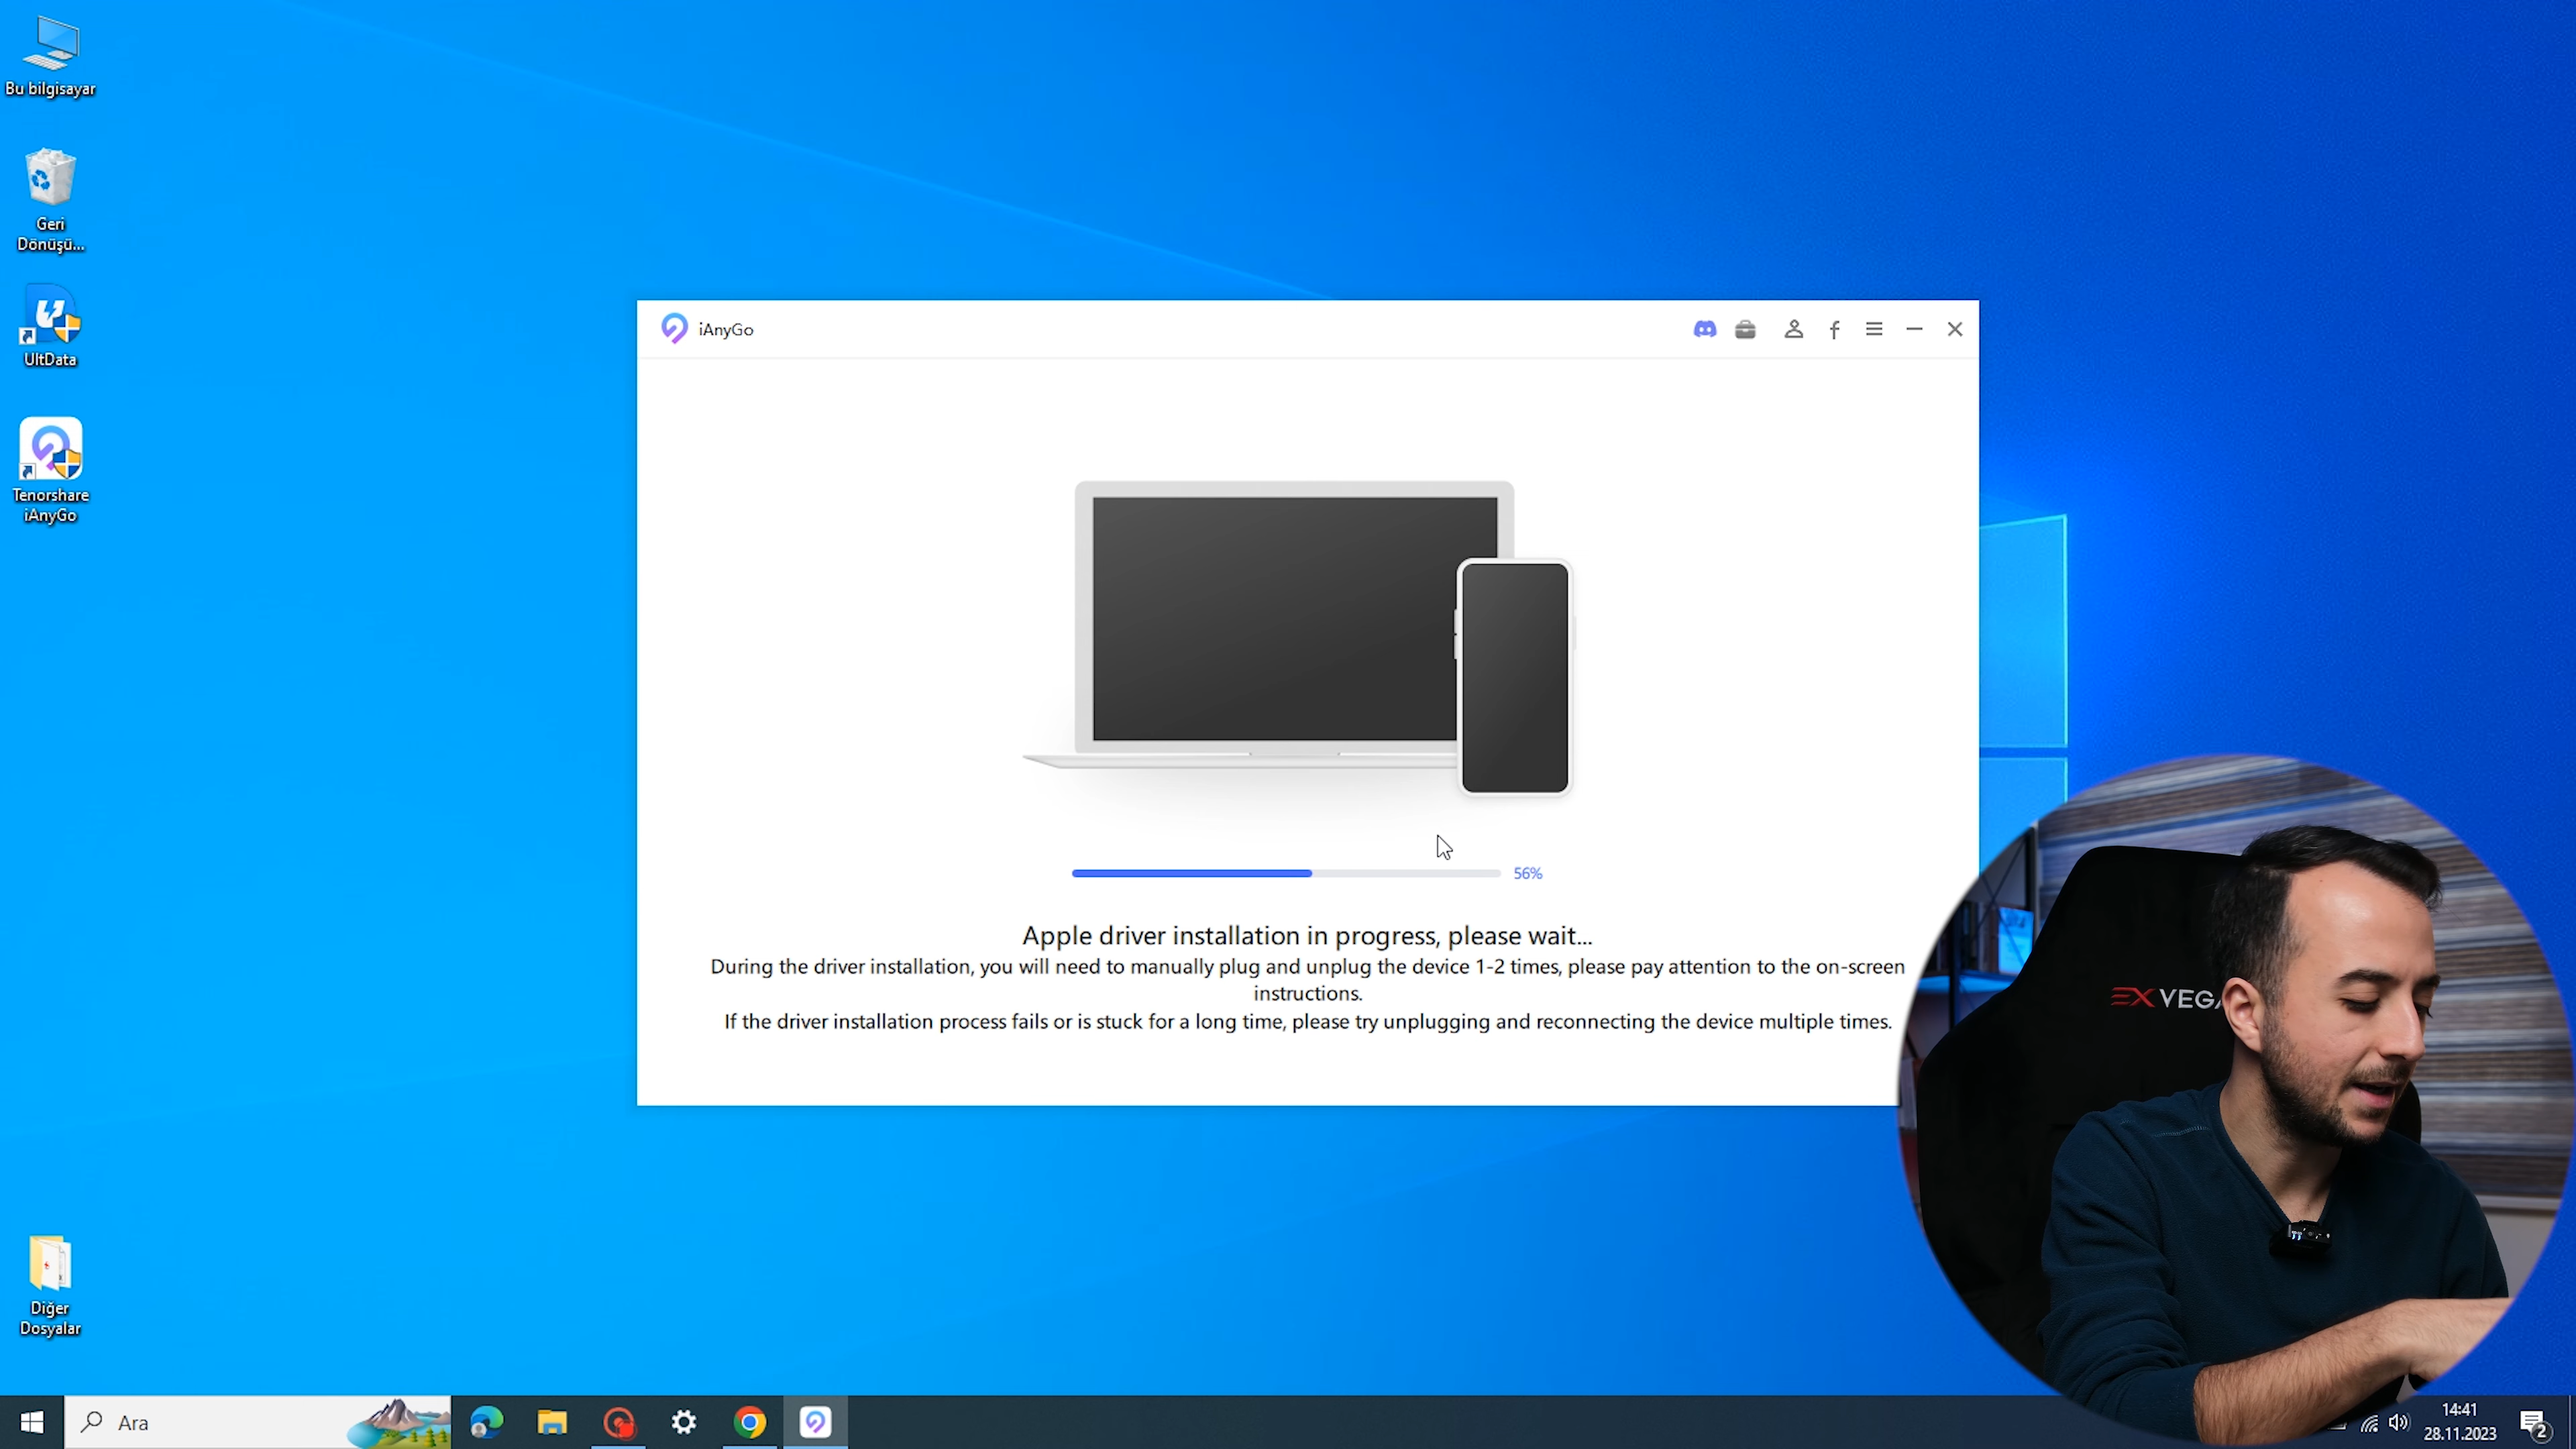 Bu bilgisayar
Geri
Dönüşü...
UltData
Tenorshare
iAnyGo
Diğer
Dosyalar
iAnyGo
56%
Apple driver installation in progress, please wait...
During the driver installation, you will need to manually plug and unplug the device 1-2 times, please pay attention to the on-screen
instructions.
If the driver installation process fails or is stuck for a long time, please try unplugging and reconnecting the device multiple times.
Ara
14:41
28.11.2023
2